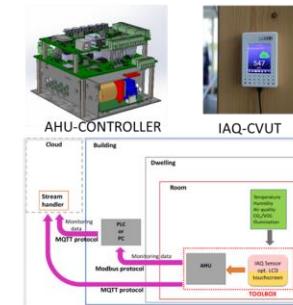 547
AHU-CONTROLLER
IAQ-CVUT
Cloud
Building
Dwelling
Room
Stream
handler
PLC
or
PC
Temperature
Humidity
Air quality
CO₂/VOC
Illumination
Monitoring
data
MQTT protocol
Monitoring data
Modbus protocol
MQTT protocol
AHU
IAQ Sensor
opt. LCD
touchscreen
TOOLBOX